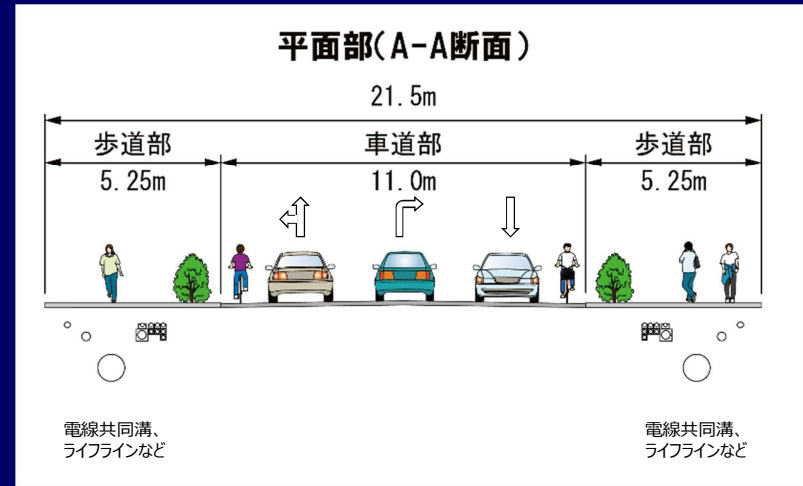 平面部(A-A断面)
21.5m
歩道部
車道部
歩道部
5.25m
11.0m
5.25m
電線共同溝、
ライフラインなど
電線共同溝、
ライフラインなど